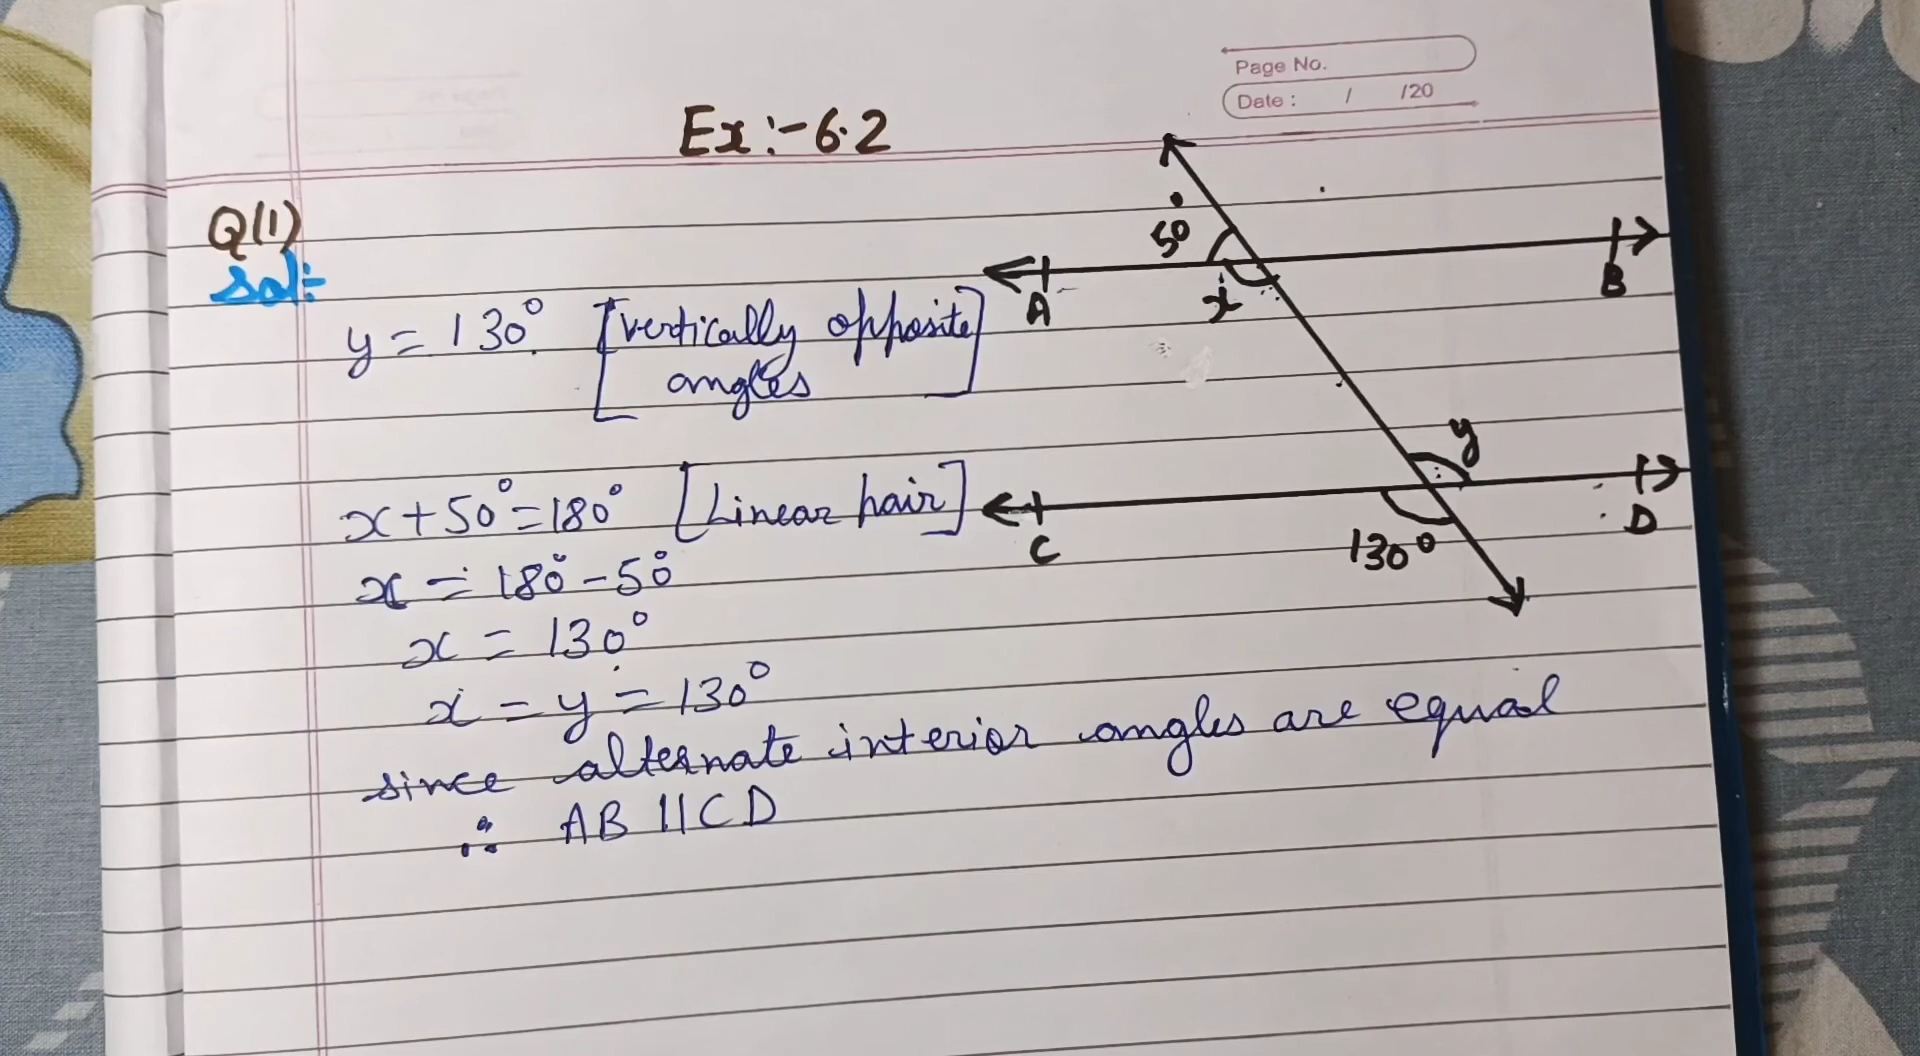 Page No.
Date : / /20
Ex:-6.2
Q(1)
Sol:
y = 130° [vertically opposite
angles]
x+50°=180° [Linear pair]
x = 180°-50°
x = 130°
x = y = 130°
since alternate interior angles are equal
∴ AB || CD
50°
A
B
x
y
C
D
130°